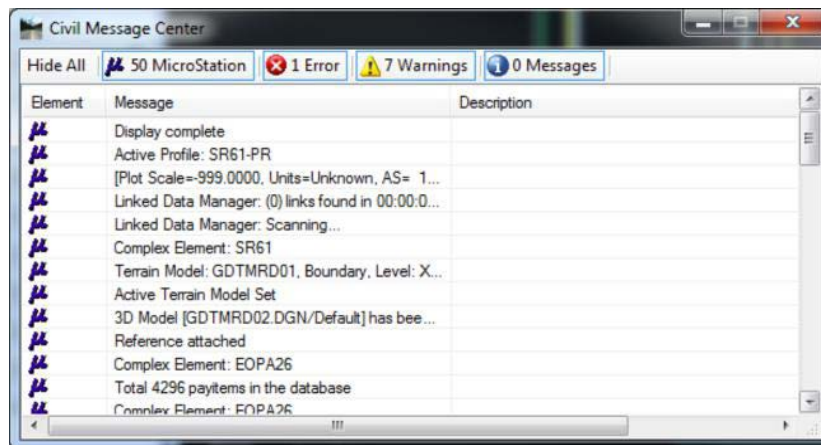 Civil Message Center
Hide All 50 MicroStation 1 Error 7 Warnings 0 Messages
Element Message Description
Display complete
Active Profile: SR61-PR
[Plot Scale=-999.0000, Units=Unknown, AS= 1...
Linked Data Manager: (0) links found in 00:00:0...
Linked Data Manager: Scanning...
Complex Element: SR61
Terrain Model: GDTMRD01, Boundary, Level: X...
Active Terrain Model Set
3D Model [GDTMRD02.DGN/Default] has bee...
Reference attached
Complex Element: EOPA26
Total 4296 payitems in the database
Complex Element: EOPA26